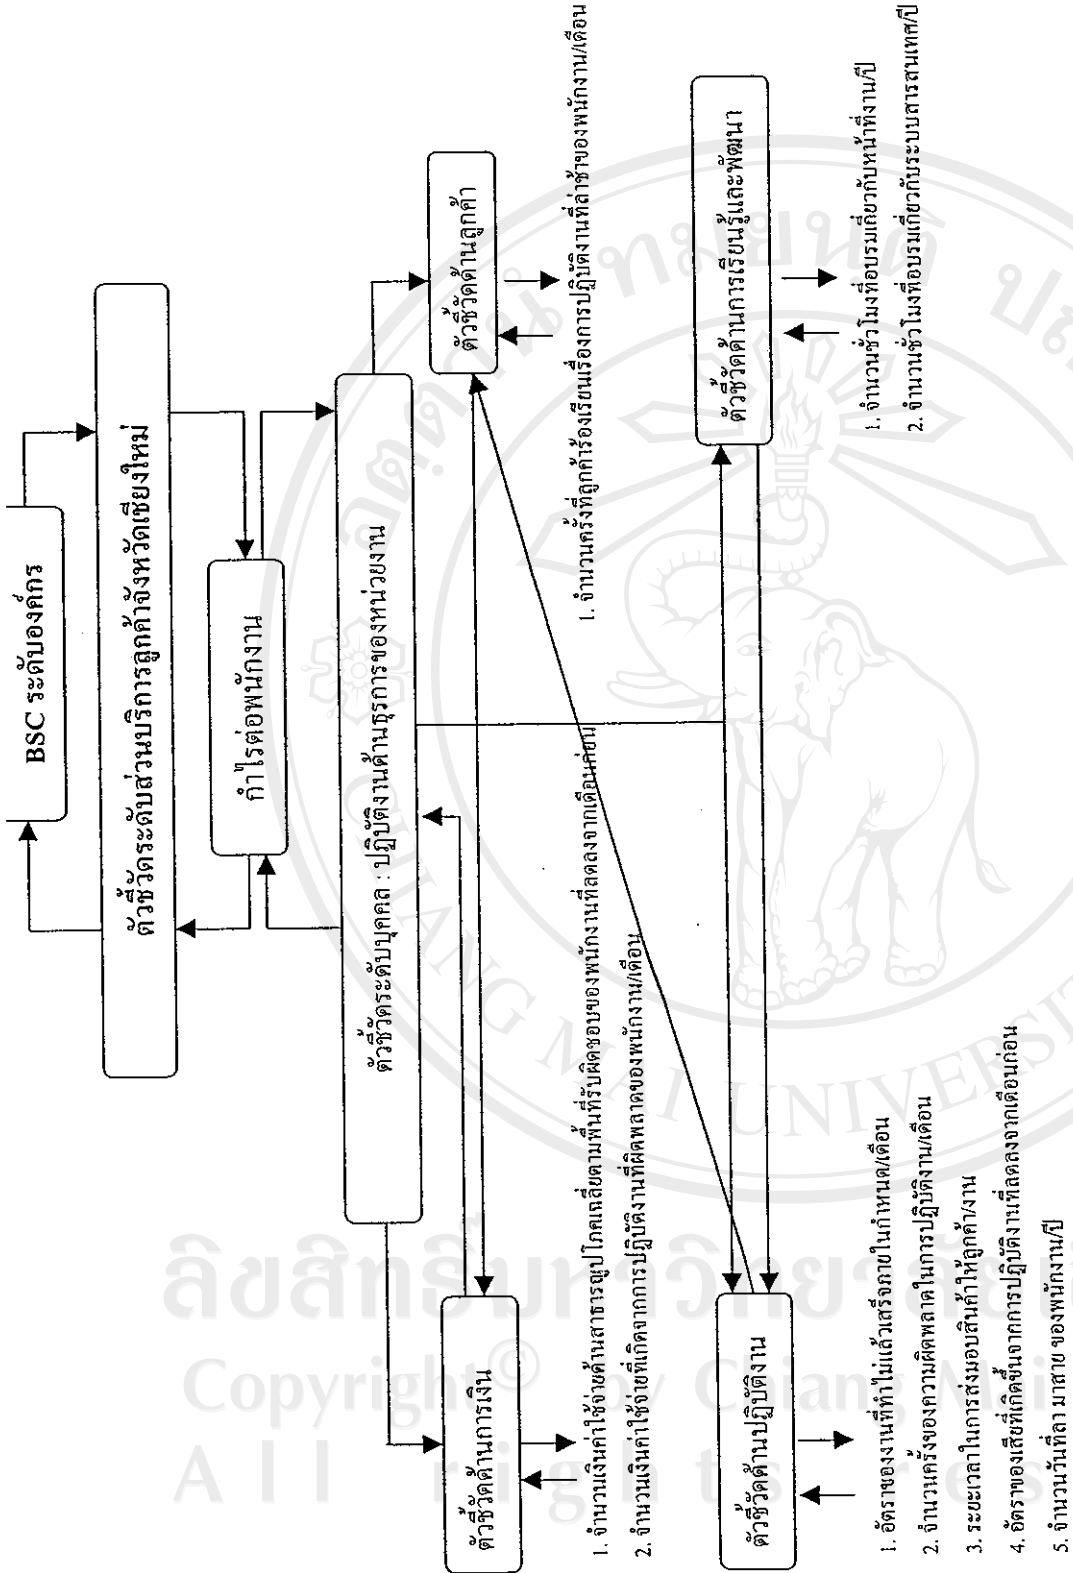 BSC ระดับองค์กร
ตัวชี้วัดระดับส่วนบริการลูกค้าจังหวัดเชียงใหม่
กำไรต่อพนักงาน
ตัวชี้วัดระดับบุคคล : ปฏิบัติงานด้านธุรการของหน่วยงาน
ตัวชี้วัดด้านการเงิน
ตัวชี้วัดด้านลูกค้า
1. จำนวนเงินค่าใช้จ่ายด้านสาธารณูปโภคเฉลี่ยตามพื้นที่รับผิดชอบของพนักงานที่ลดลงจากเดือนก่อน
2. จำนวนเงินค่าใช้จ่ายที่เกิดจากการปฏิบัติงานที่ผิดพลาดของพนักงาน/เดือน
1. จำนวนครั้งที่ลูกค้าร้องเรียนเรื่องการปฏิบัติงานที่ล่าช้าของพนักงาน/เดือน
ตัวชี้วัดด้านปฏิบัติงาน
ตัวชี้วัดด้านการเรียนรู้และพัฒนา
1. อัตราของงานที่ทำไม่แล้วเสร็จภายในกำหนด/เดือน
2. จำนวนครั้งของความผิดพลาดในการปฏิบัติงาน/เดือน
3. ระยะเวลาในการส่งมอบสินค้าให้ลูกค้า/งาน
4. อัตราของเสียที่เกิดขึ้นจากการปฏิบัติงานที่ลดลงจากเดือนก่อน
5. จำนวนวันที่ลา มาสาย ของพนักงาน/ปี
1. จำนวนชั่วโมงที่อบรมเกี่ยวกับหน้าที่งาน/ปี
2. จำนวนชั่วโมงที่อบรมเกี่ยวกับระบบสารสนเทศ/ปี
CHIANG MAI UNIVERSI
Copyright© by Chiang Mai
All rights res